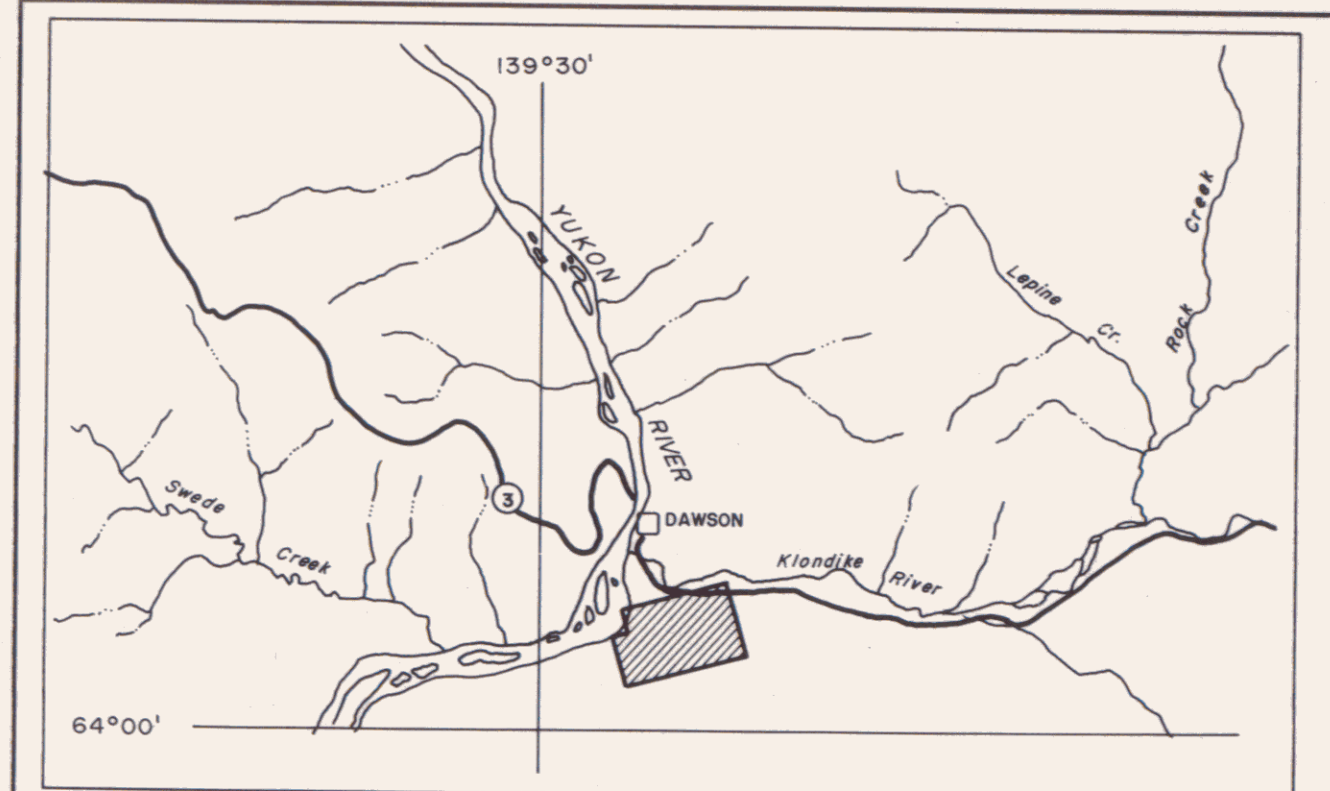 139°30'
YUKON
RIVER
Lepine Cr.
Rock Creek
Swede Creek
3
DAWSON
Klondike River
64°00'